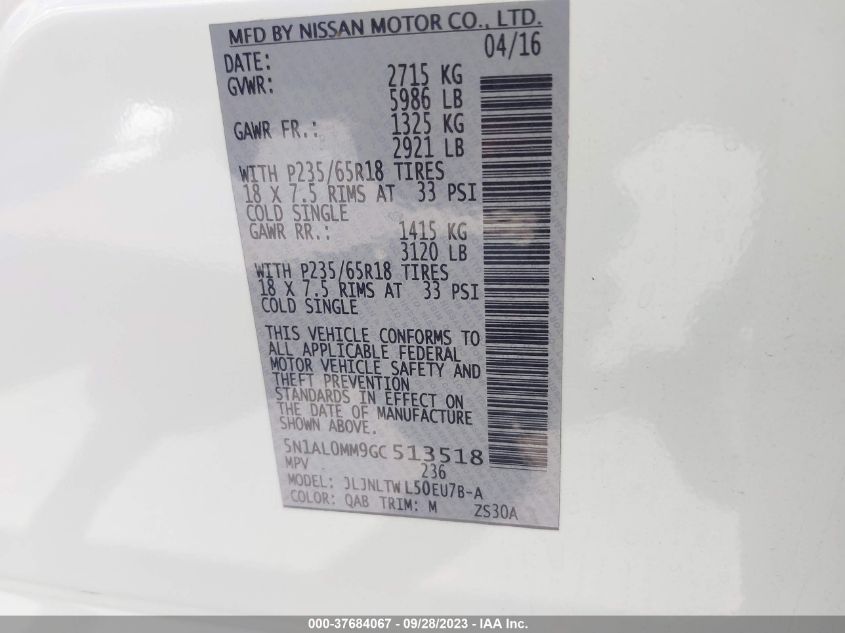 MFD BY NISSAN MOTOR CO., LTD.
DATE: 04/16
GVWR: 2715 KG
5986 LB
GAWR FR.: 1325 KG
2921 LB
WITH P235/65R18 TIRES
18 X 7.5 RIMS AT 33 PSI
COLD SINGLE
GAWR RR.: 1415 KG
3120 LB
WITH P235/65R18 TIRES
18 X 7.5 RIMS AT 33 PSI
COLD SINGLE
THIS VEHICLE CONFORMS TO
ALL APPLICABLE FEDERAL
MOTOR VEHICLE SAFETY AND
THEFT PREVENTION
STANDARDS IN EFFECT ON
THE DATE OF MANUFACTURE
SHOWN ABOVE.
5N1AL0MM9GC513518
MPV 236
MODEL: JLJNLTWL50EU7B-A
COLOR: QAB TRIM: M ZS30A
000-37684067 - 09/28/2023 - IAA Inc.